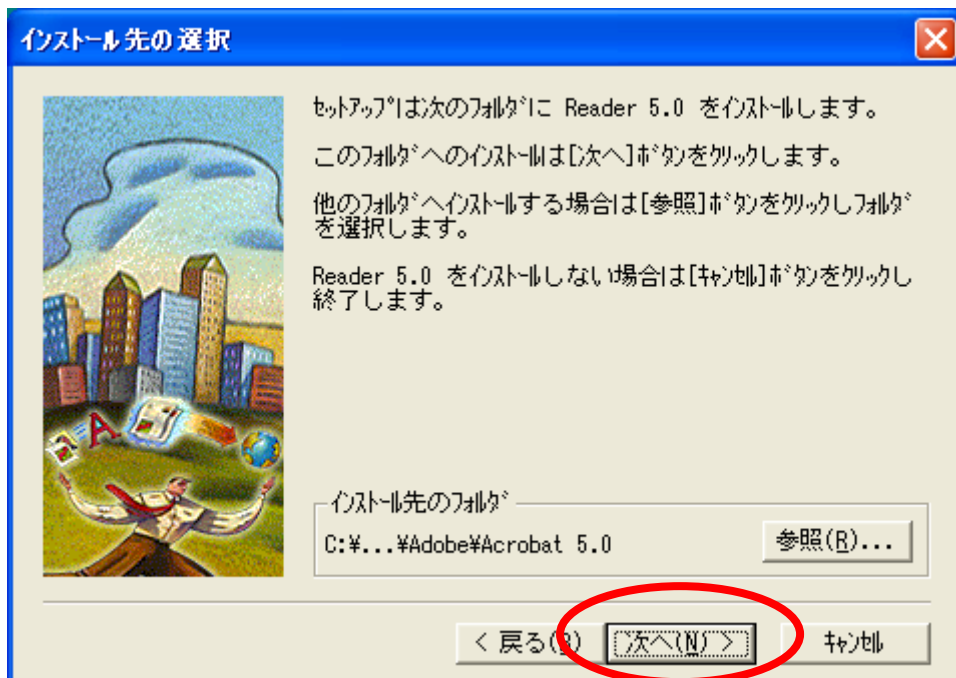 インストール先の選択
ｾｯﾄｱｯﾌﾟは次のﾌｫﾙﾀﾞに Reader 5.0 をｲﾝｽﾄｰﾙします。
このﾌｫﾙﾀﾞへのｲﾝｽﾄｰﾙは[次へ]ﾎﾞﾀﾝをｸﾘｯｸします。
他のﾌｫﾙﾀﾞへｲﾝｽﾄｰﾙする場合は[参照]ﾎﾞﾀﾝをｸﾘｯｸしﾌｫﾙﾀﾞ
を選択します。
Reader 5.0 をｲﾝｽﾄｰﾙしない場合は[ｷｬﾝｾﾙ]ﾎﾞﾀﾝをｸﾘｯｸし
終了します。
A
ｲﾝｽﾄｰﾙ先のﾌｫﾙﾀﾞ
C:¥...¥Adobe¥Acrobat 5.0
参照(R)...
< 戻る(B)
次へ(N) >
ｷｬﾝｾﾙ